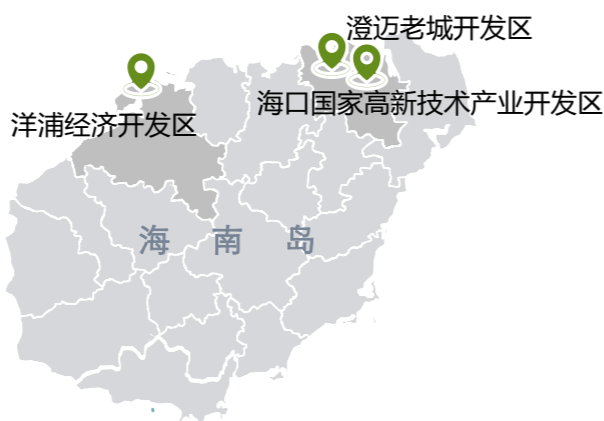 澄迈老城开发区
海口国家高新技术产业开发区
洋浦经济开发区
海南岛